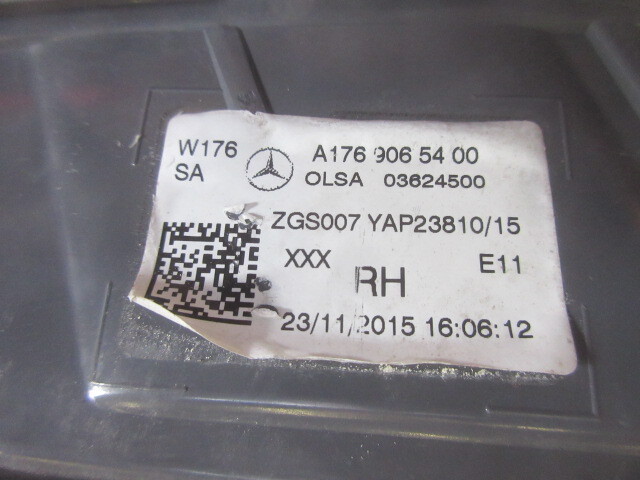 W176 A176 906 54 00
SA OLSA 03624500
ZGS007 YAP23810/15
XXX RH E11
23/11/2015 16:06:12